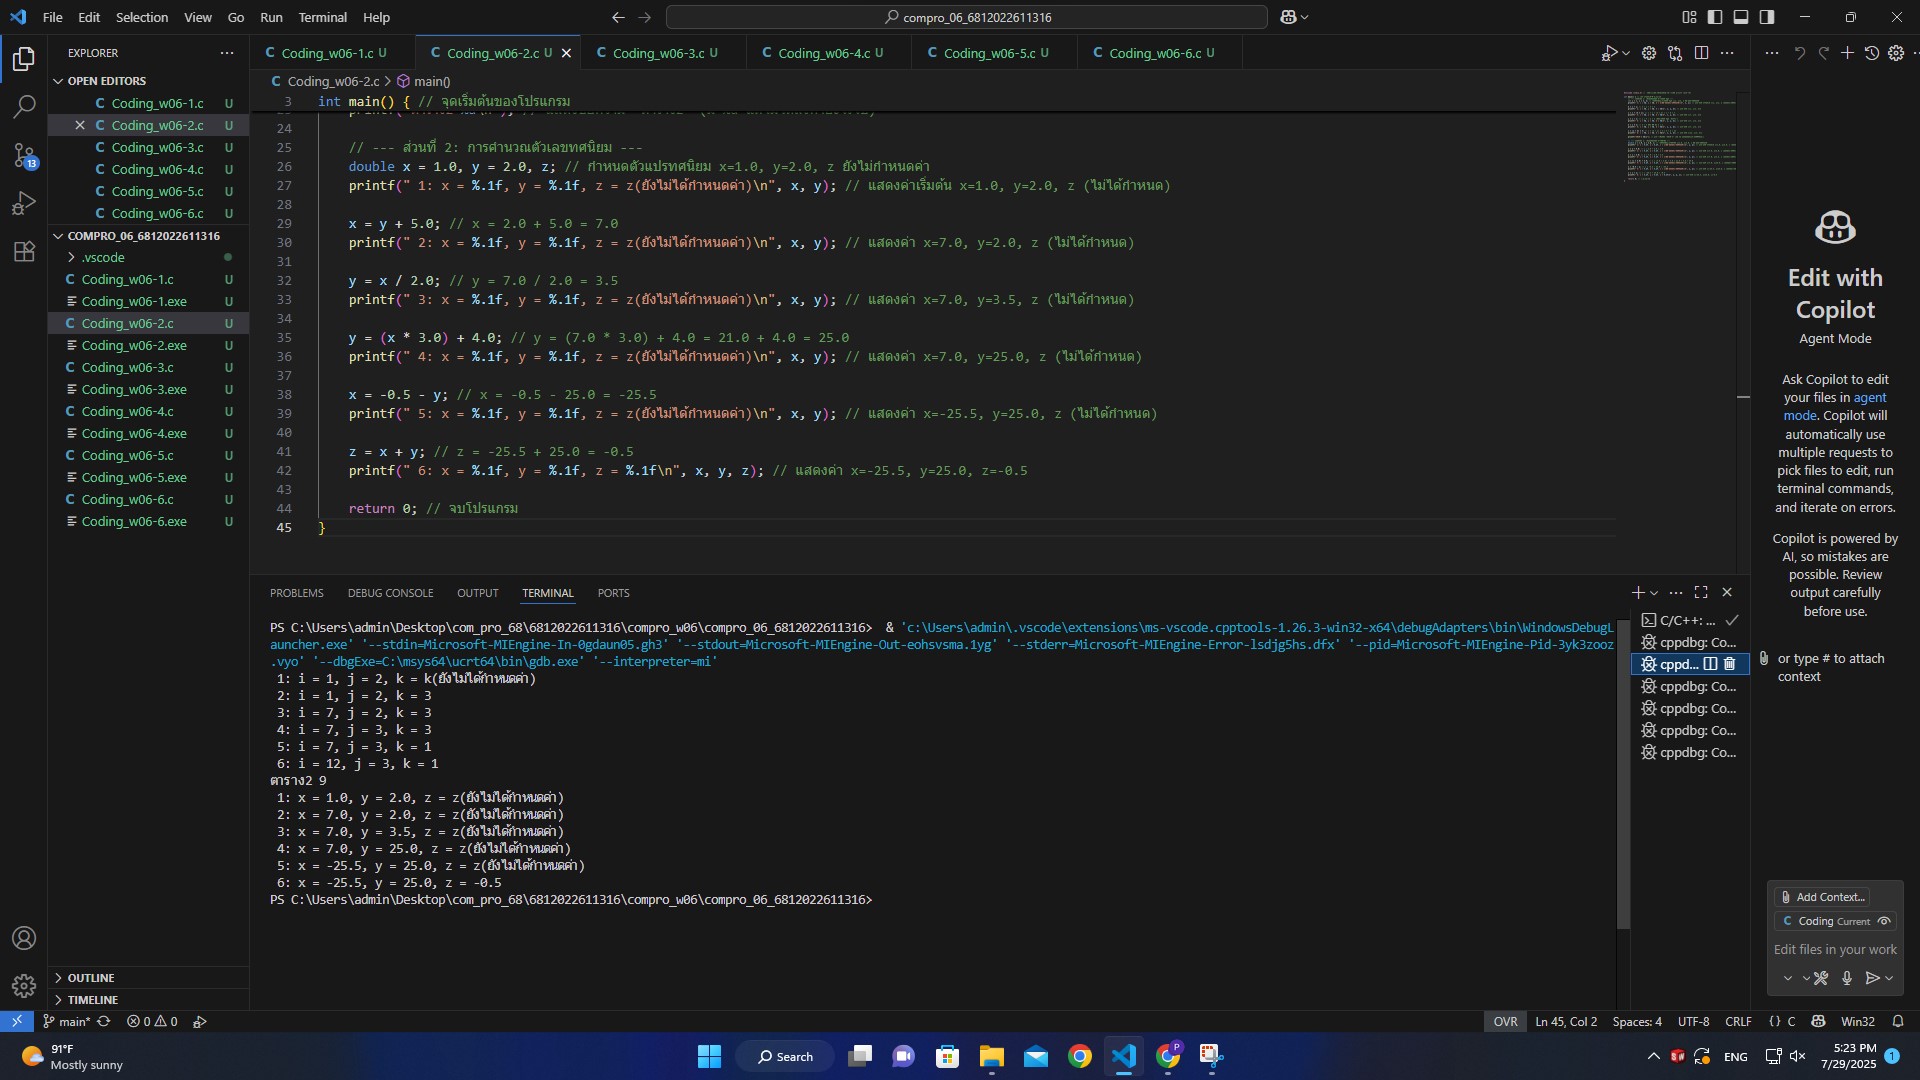 File Edit Selection View Go Run Terminal Help
compro_06_6812022611316
EXPLORER
OPEN EDITORS
Coding_w06-1.c U
Coding_w06-2.c U
Coding_w06-3.c U
Coding_w06-4.c U
Coding_w06-5.c U
Coding_w06-6.c U
COMPRO_06_6812022611316
.vscode
Coding_w06-1.c U
Coding_w06-1.exe U
Coding_w06-2.c U
Coding_w06-2.exe U
Coding_w06-3.c U
Coding_w06-3.exe U
Coding_w06-4.c U
Coding_w06-4.exe U
Coding_w06-5.c U
Coding_w06-5.exe U
Coding_w06-6.c U
Coding_w06-6.exe U
OUTLINE
TIMELINE
13
Coding_w06-1.c U Coding_w06-2.c U Coding_w06-3.c U Coding_w06-4.c U Coding_w06-5.c U Coding_w06-6.c U
Coding_w06-2.c > main()
3 int main() { // จุดเริ่มต้นของโปรแกรม
24
25 // --- ส่วนที่ 2: การคำนวณตัวเลขทศนิยม ---
26 double x = 1.0, y = 2.0, z; // กำหนดตัวแปรทศนิยม x=1.0, y=2.0, z ยังไม่กำหนดค่า
27 printf(" 1: x = %.1f, y = %.1f, z = z(ยังไม่ได้กำหนดค่า)\n", x, y); // แสดงค่าเริ่มต้น x=1.0, y=2.0, z (ไม่ได้กำหนด)
28
29 x = y + 5.0; // x = 2.0 + 5.0 = 7.0
30 printf(" 2: x = %.1f, y = %.1f, z = z(ยังไม่ได้กำหนดค่า)\n", x, y); // แสดงค่า x=7.0, y=2.0, z (ไม่ได้กำหนด)
31
32 y = x / 2.0; // y = 7.0 / 2.0 = 3.5
33 printf(" 3: x = %.1f, y = %.1f, z = z(ยังไม่ได้กำหนดค่า)\n", x, y); // แสดงค่า x=7.0, y=3.5, z (ไม่ได้กำหนด)
34
35 y = (x * 3.0) + 4.0; // y = (7.0 * 3.0) + 4.0 = 21.0 + 4.0 = 25.0
36 printf(" 4: x = %.1f, y = %.1f, z = z(ยังไม่ได้กำหนดค่า)\n", x, y); // แสดงค่า x=7.0, y=25.0, z (ไม่ได้กำหนด)
37
38 x = -0.5 - y; // x = -0.5 - 25.0 = -25.5
39 printf(" 5: x = %.1f, y = %.1f, z = z(ยังไม่ได้กำหนดค่า)\n", x, y); // แสดงค่า x=-25.5, y=25.0, z (ไม่ได้กำหนด)
40
41 z = x + y; // z = -25.5 + 25.0 = -0.5
42 printf(" 6: x = %.1f, y = %.1f, z = %.1f\n", x, y, z); // แสดงค่า x=-25.5, y=25.0, z=-0.5
43
44 return 0; // จบโปรแกรม
45 }
PROBLEMS DEBUG CONSOLE OUTPUT TERMINAL PORTS
PS C:\Users\admin\Desktop\com_pro_68\6812022611316\compro_w06\compro_06_6812022611316> & 'c:\Users\admin\.vscode\extensions\ms-vscode.cpptools-1.26.3-win32-x64\debugAdapters\bin\WindowsDebugL
auncher.exe' '--stdin=Microsoft-MIEngine-In-0gdaun05.gh3' '--stdout=Microsoft-MIEngine-Out-eohsvsma.1yg' '--stderr=Microsoft-MIEngine-Error-lsdjg5hs.dfx' '--pid=Microsoft-MIEngine-Pid-3yk3zooz
.vyo' '--dbgExe=C:\msys64\ucrt64\bin\gdb.exe' '--interpreter=mi'
1: i = 1, j = 2, k = k(ยังไม่ได้กำหนดค่า)
2: i = 1, j = 2, k = 3
3: i = 7, j = 2, k = 3
4: i = 7, j = 3, k = 3
5: i = 7, j = 3, k = 1
6: i = 12, j = 3, k = 1
ตาราง2 9
1: x = 1.0, y = 2.0, z = z(ยังไม่ได้กำหนดค่า)
2: x = 7.0, y = 2.0, z = z(ยังไม่ได้กำหนดค่า)
3: x = 7.0, y = 3.5, z = z(ยังไม่ได้กำหนดค่า)
4: x = 7.0, y = 25.0, z = z(ยังไม่ได้กำหนดค่า)
5: x = -25.5, y = 25.0, z = z(ยังไม่ได้กำหนดค่า)
6: x = -25.5, y = 25.0, z = -0.5
PS C:\Users\admin\Desktop\com_pro_68\6812022611316\compro_w06\compro_06_6812022611316>
C/C++: ...
cppdbg: Co...
cppd...
cppdbg: Co...
cppdbg: Co...
cppdbg: Co...
cppdbg: Co...
Edit with
Copilot
Agent Mode
Ask Copilot to edit
your files in agent
mode. Copilot will
automatically use
multiple requests to
pick files to edit, run
terminal commands,
and iterate on errors.
Copilot is powered by
AI, so mistakes are
possible. Review
output carefully
before use.
or type # to attach
context
Add Context...
C Coding Current
Edit files in your work
main* 0 0
OVR Ln 45, Col 2 Spaces: 4 UTF-8 CRLF {} C Win32
91°F
Mostly sunny
Search
ENG
5:23 PM
7/29/2025
1